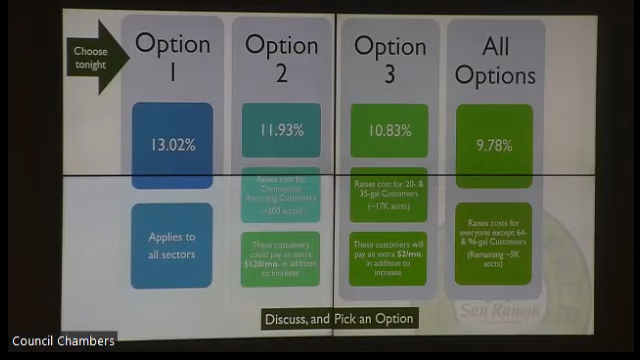 Choose
tonight
Option
1
13.02%
Applies to
all sectors
Option
2
11.93%
Raises cost for
Commercial
Recycling Customers
(~300 accts)
These customers
could pay an extra
$120/mo. in addition
to increase
Option
3
10.83%
Raises cost for 20- &
35-gal Customers
(~17K accts)
These customers will
pay an extra $2/mo.
in addition to
increase
All
Options
9.78%
Raises costs for
everyone except 64-
& 96-gal Customers
(Remaining ~5K
accts)
San Ramon
Discuss, and Pick an Option
Council Chambers